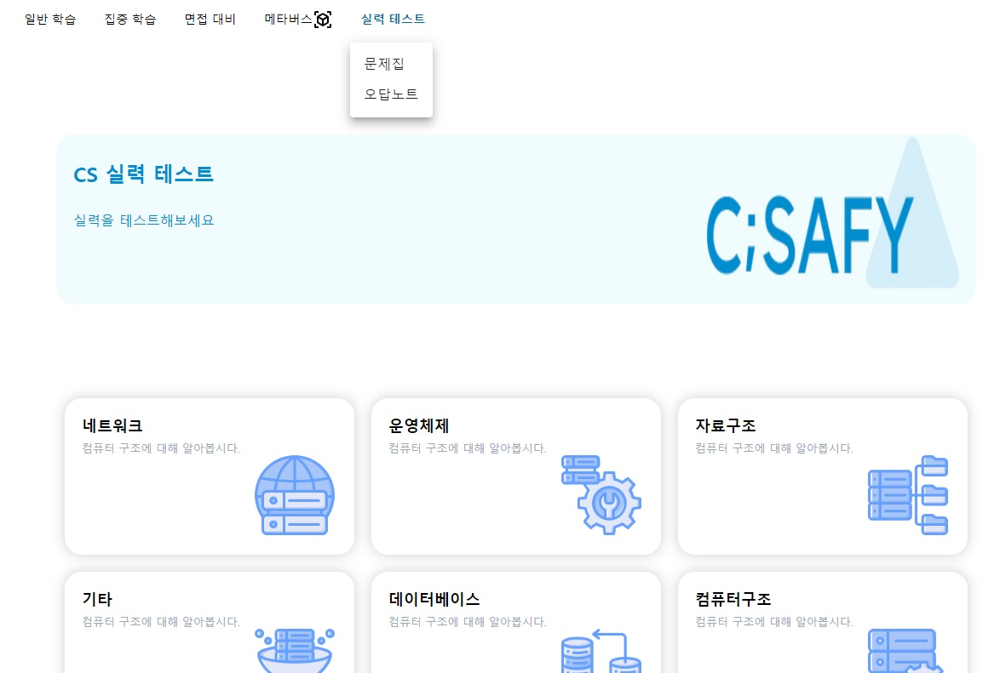 일반 학습 집중 학습 면접 대비 메타버스 실력 테스트
문제집
오답노트
CS 실력 테스트
실력을 테스트해보세요
C;SAFY
네트워크 운영체제 자료구조
컴퓨터 구조에 대해 알아봅시다. 컴퓨터 구조에 대해 알아봅시다. 컴퓨터 구조에 대해 알아봅시다.
기타 데이터베이스 컴퓨터구조
컴퓨터 구조에 대해 알아봅시다. 컴퓨터 구조에 대해 알아봅시다. 컴퓨터 구조에 대해 알아봅시다.